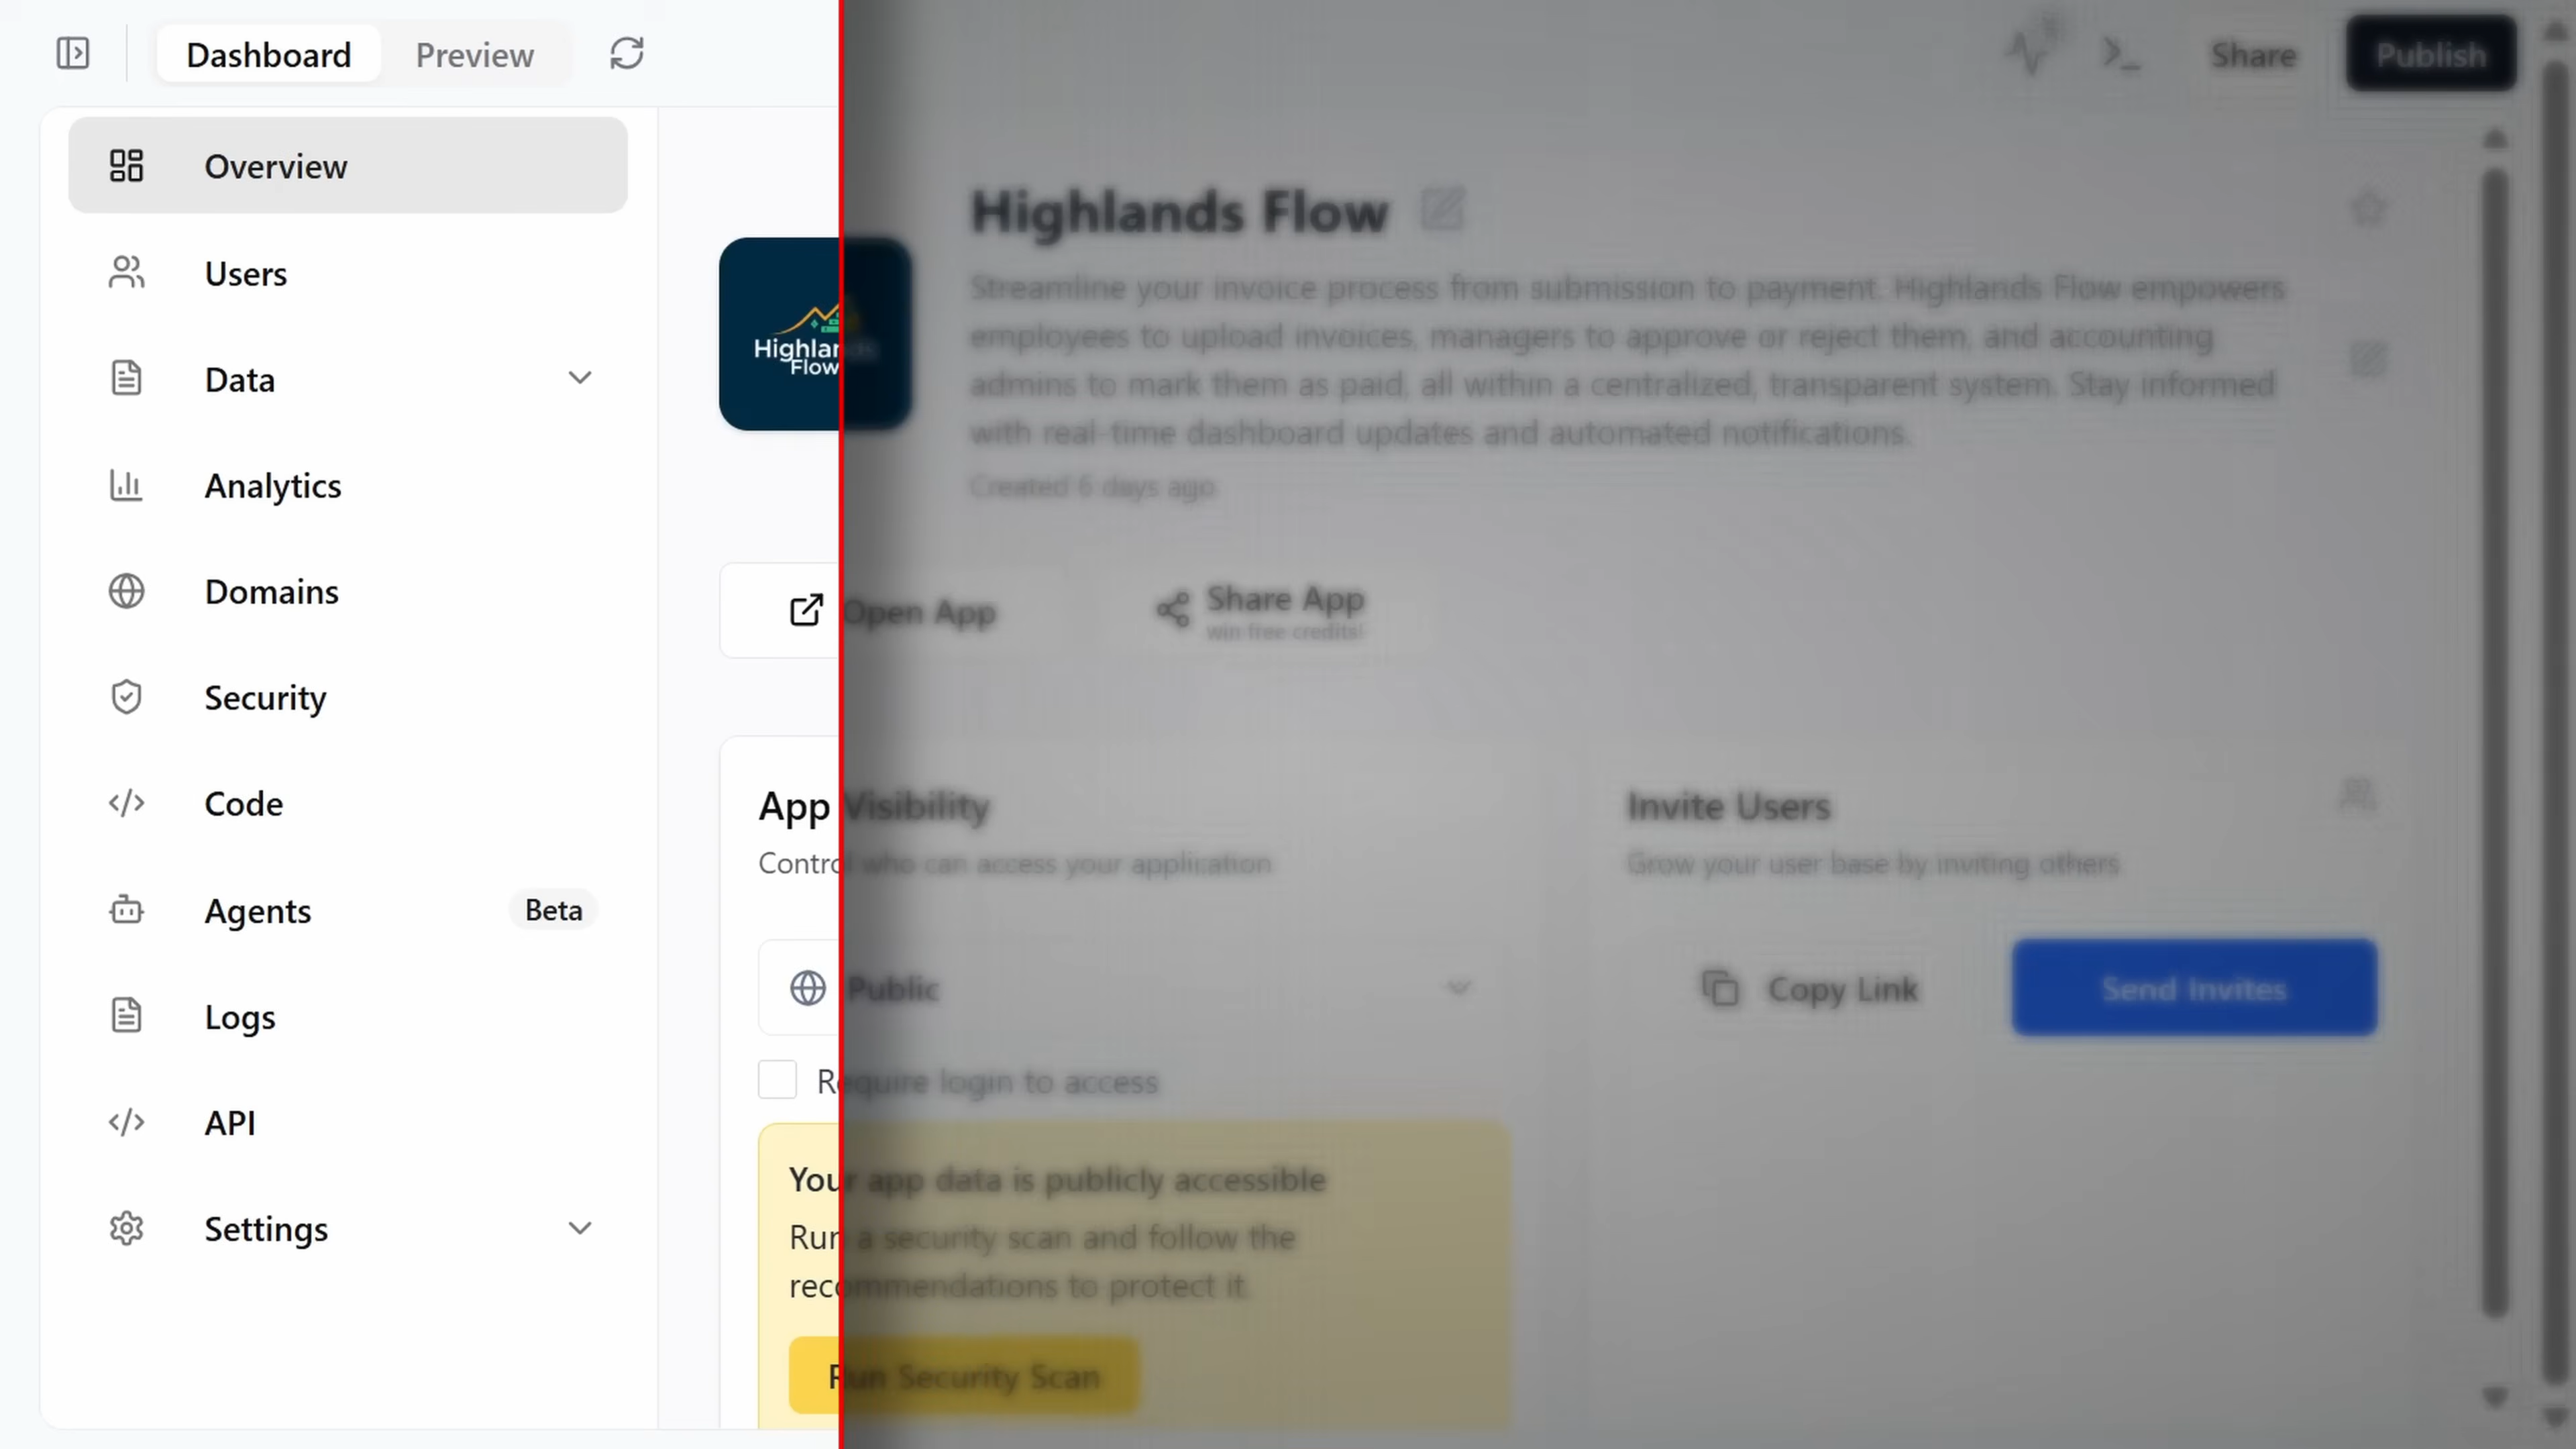 Dashboard
Preview
Share
Publish
Overview
Users
Data
Analytics
Domains
Security
Code
Agents
Beta
Logs
API
Settings
Highlands
Flow
Highlands Flow
Streamline your invoice process from submission to payment. Highlands Flow empowers
employees to upload invoices, managers to approve or reject them, and accounting
admins to mark them as paid, all within a centralized, transparent system. Stay informed
with real-time dashboard updates and automated notifications.
Created 6 days ago
Open App
Share App
win free credits!
App Visibility
Control who can access your application
Public
Require login to access
Your app data is publicly accessible
Run a security scan and follow the
recommendations to protect it.
Run Security Scan
Invite Users
Grow your user base by inviting others
Copy Link
Send Invites